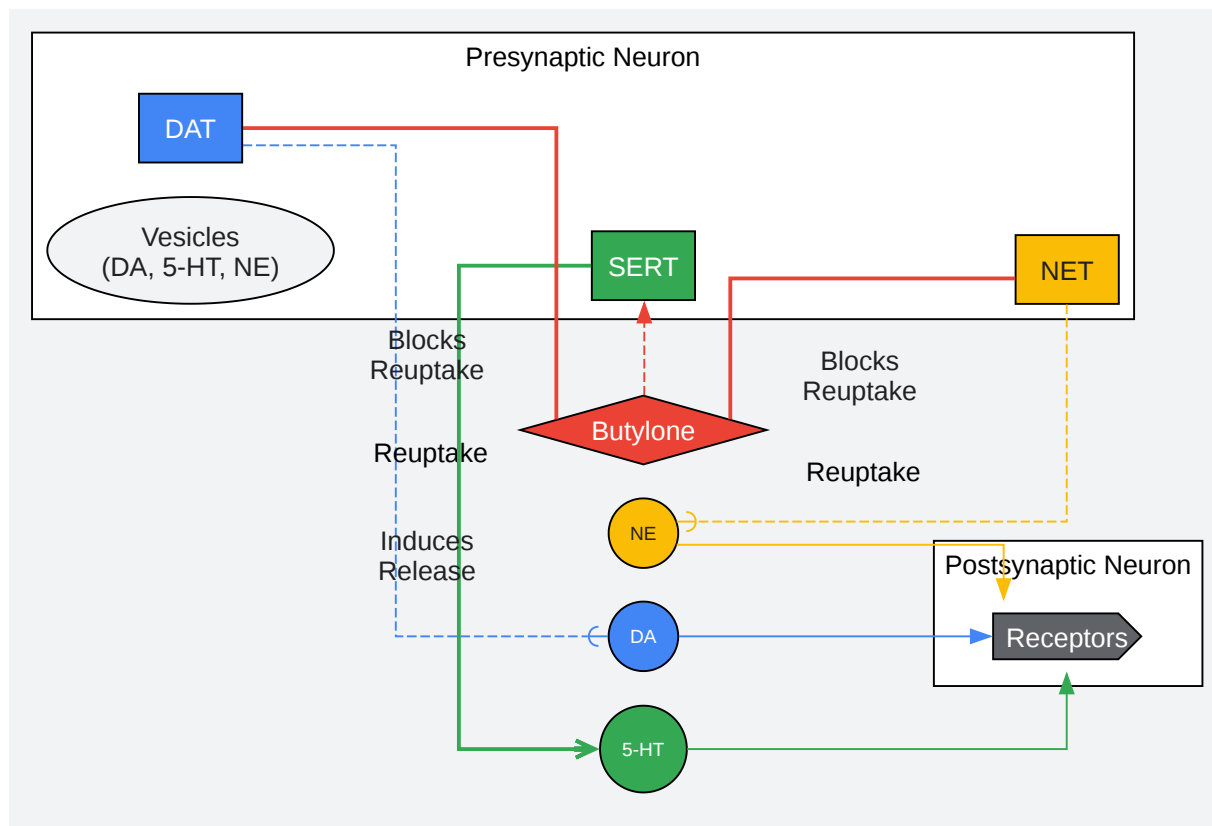 Presynaptic Neuron
DAT
Vesicles
(DA, 5-HT, NE)
SERT
NET
Blocks
Reuptake
Blocks
Reuptake
Butylone
Reuptake
Reuptake
NE
Induces
Release
Postsynaptic Neuron
DA
Receptors
5-HT